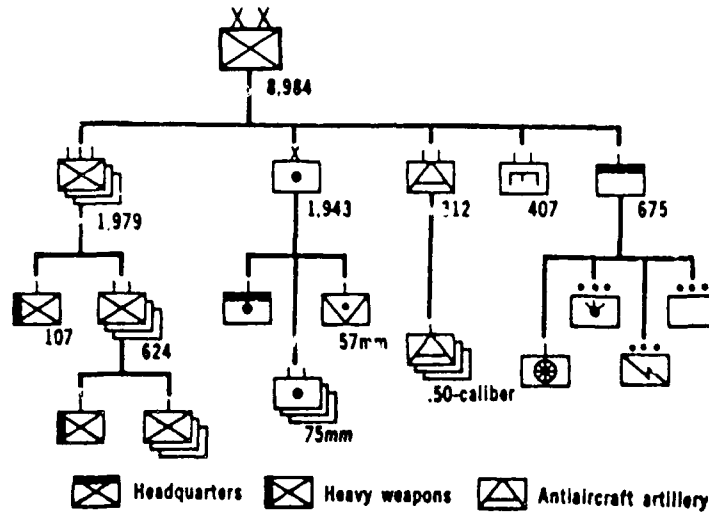 8,984
1,979
1,943
312
407
675
107
624
57mm
75mm
.50-caliber
Headquarters
Heavy weapons
Antiaircraft artillery